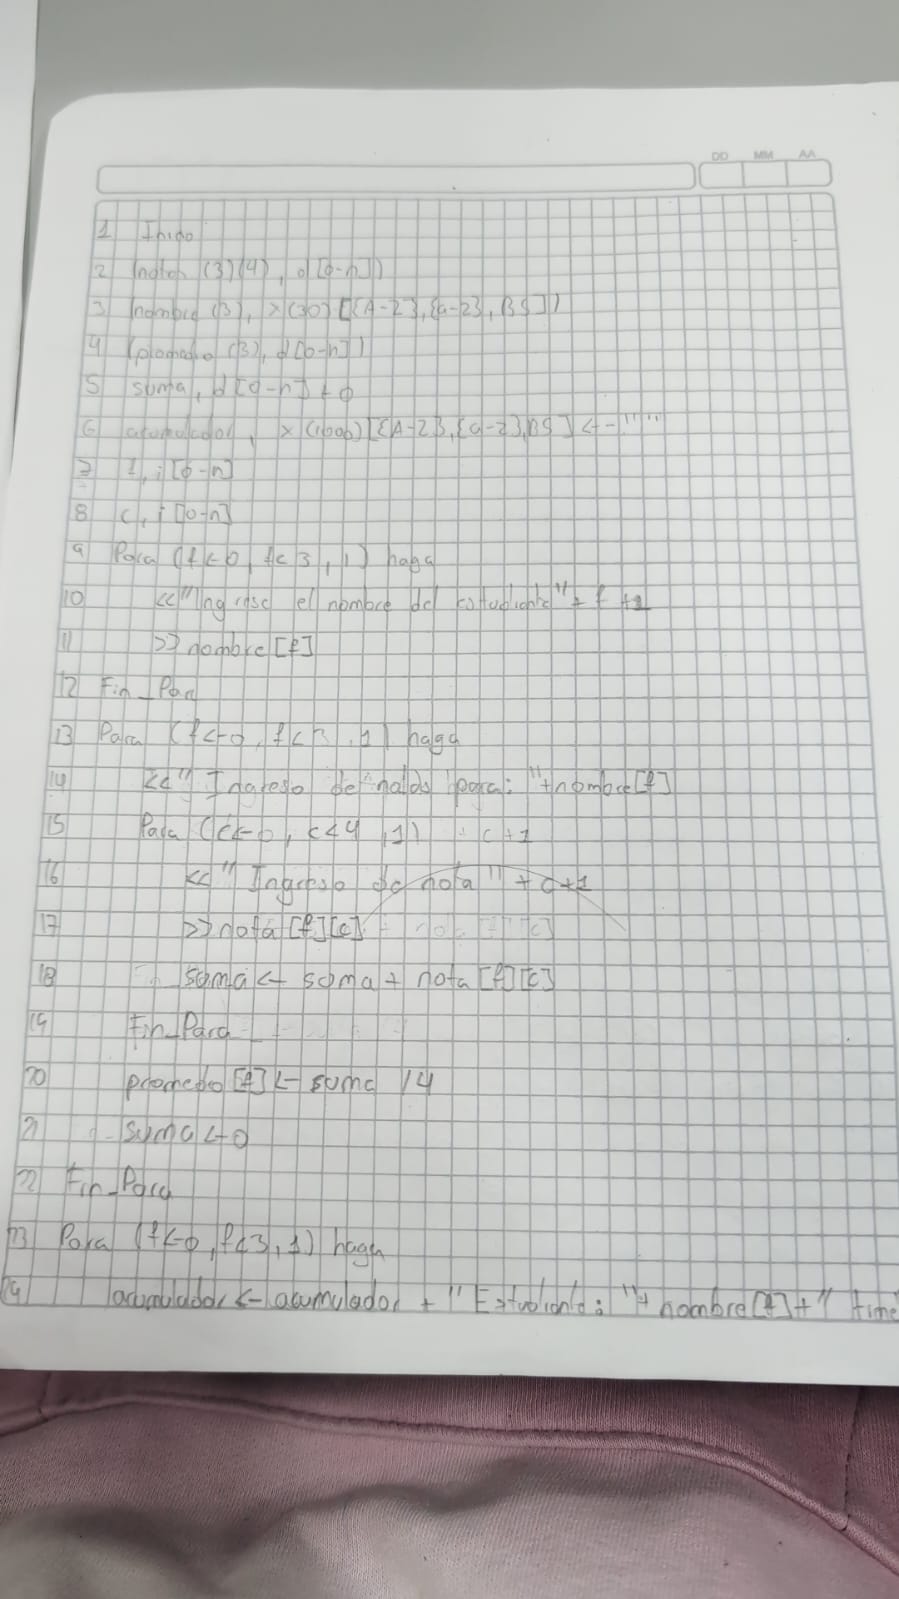 DD MM AA
1 Inicio
2 (notas (3)(4), d[0-n])
3 (nombre (3), x(30) [{A-Z},{a-z},BS])
4 (promedio (3), d[0-n])
5 suma, d[0-n] ← 0
6 acumulador, x(1000)[{A-Z},{a-z},BS] ← " "
7 f, i[0-n]
8 c, i[0-n]
9 Para (f←0, f<3, 1) haga
10 <<"Ingrese el nombre del estudiante" + f +1
11 >> nombre [f]
12 Fin_Para
13 Para (f←0, f<3, 1) haga
14 <<" Ingreso de notas para: "+nombre[f]
15 Para (c←0, c<4, 1) c+1
16 <<" Ingreso de nota" + c+1
17 >> nota [f][c]
18 suma ← suma + nota [f][c]
19 Fin_Para
20 promedio [f] ← suma /4
21 suma ← 0
22 Fin_Para
23 Para (f←0, f<3, 1) haga
24 acumulador ← acumulador + "Estudiante: "+ nombre[f] + " tiene